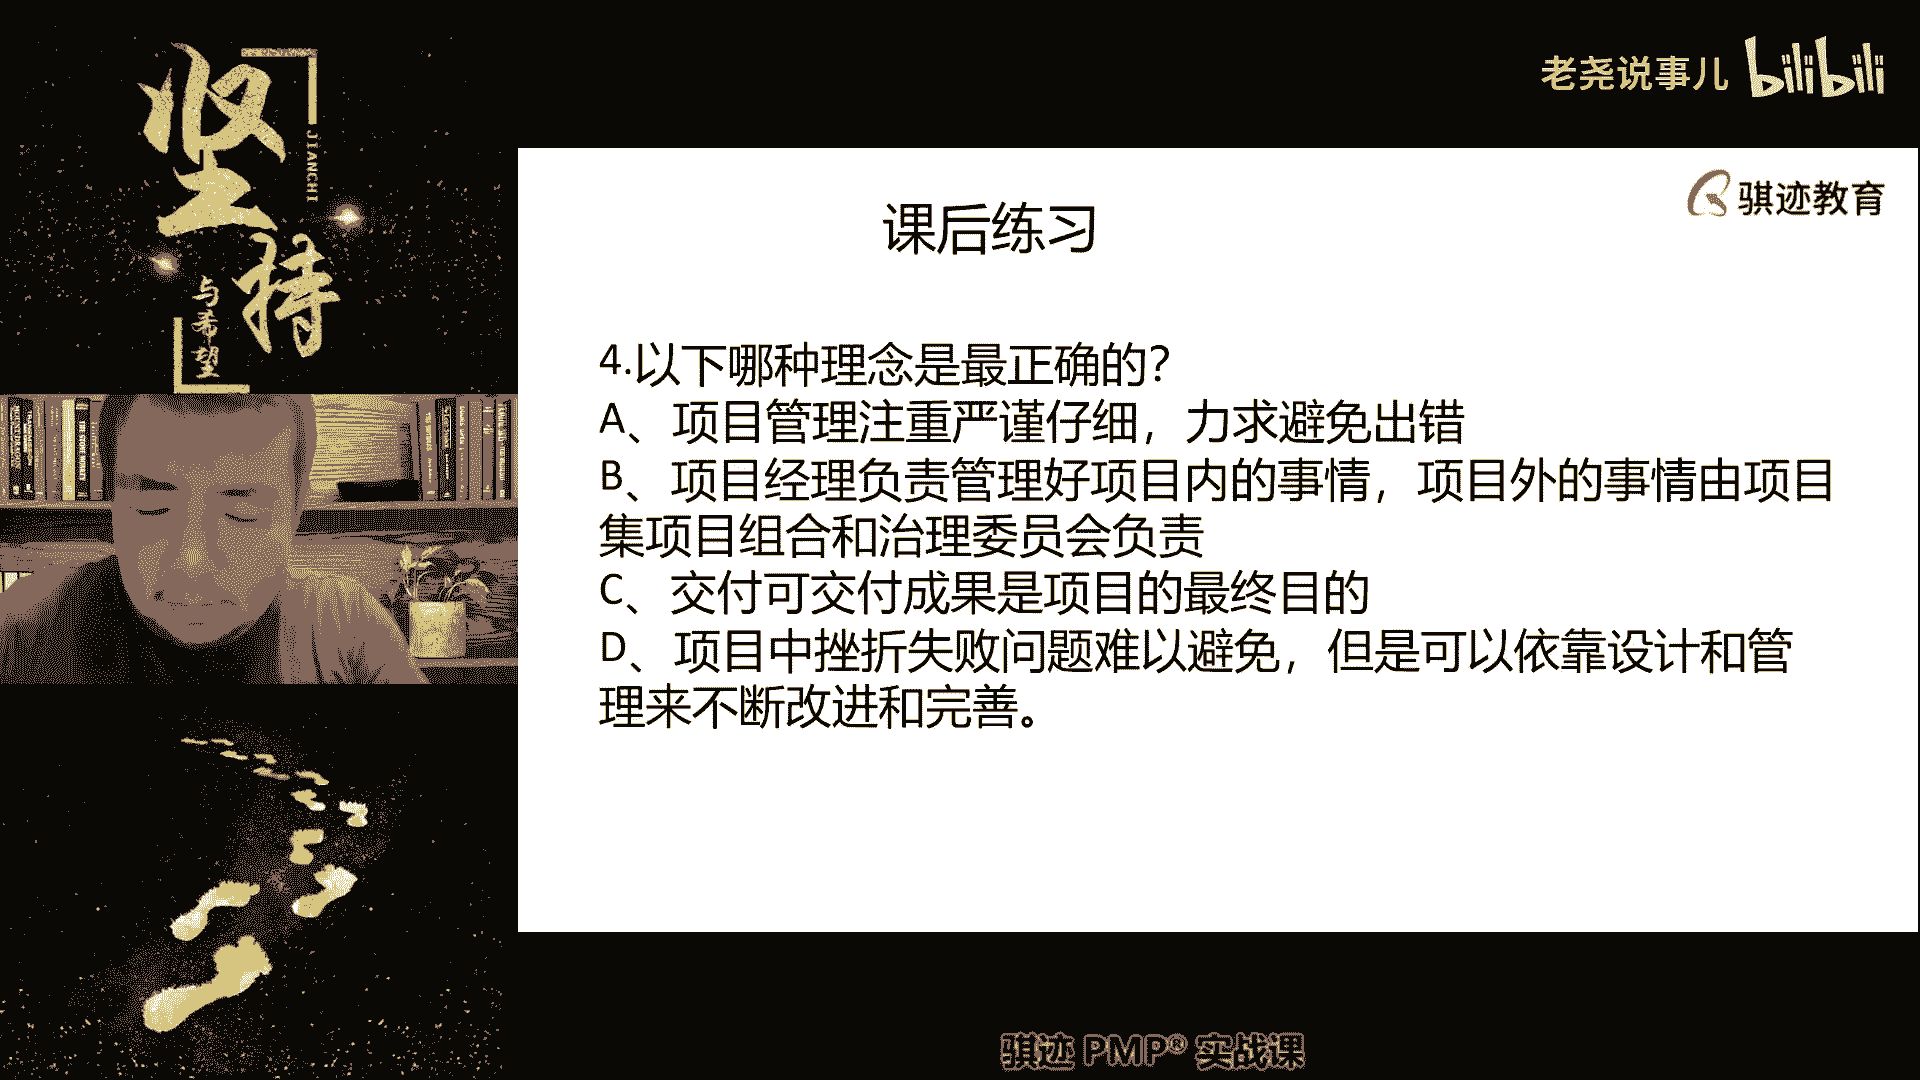 坚持
JIANCHI
与希望
老尧说事儿 bilibili
骐迹教育
课后练习
4.以下哪种理念是最正确的？
A、项目管理注重严谨仔细，力求避免出错
B、项目经理负责管理好项目内的事情，项目外的事情由项目
集项目组合和治理委员会负责
C、交付可交付成果是项目的最终目的
D、项目中挫折失败问题难以避免，但是可以依靠设计和管
理来不断改进和完善。
骐迹 PMP® 实战课